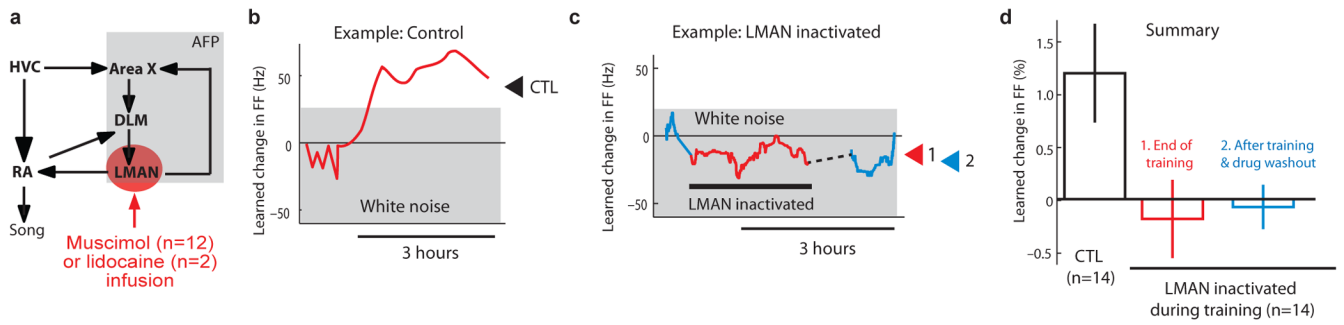 a
AFP
HVC
Area X
DLM
RA
LMAN
Song
Muscimol (n=12)
or lidocaine (n=2)
infusion
b
Example: Control
Learned change in FF (Hz)
50
0
−50
CTL
White noise
3 hours
c
Example: LMAN inactivated
Learned change in FF (Hz)
50
0
−50
White noise
1
2
LMAN inactivated
3 hours
d
Summary
Learned change in FF (%)
1.5
1.0
0.5
0
−0.5
1. End of
training
2. After training
& drug washout
CTL
(n=14)
LMAN inactivated
during training (n=14)